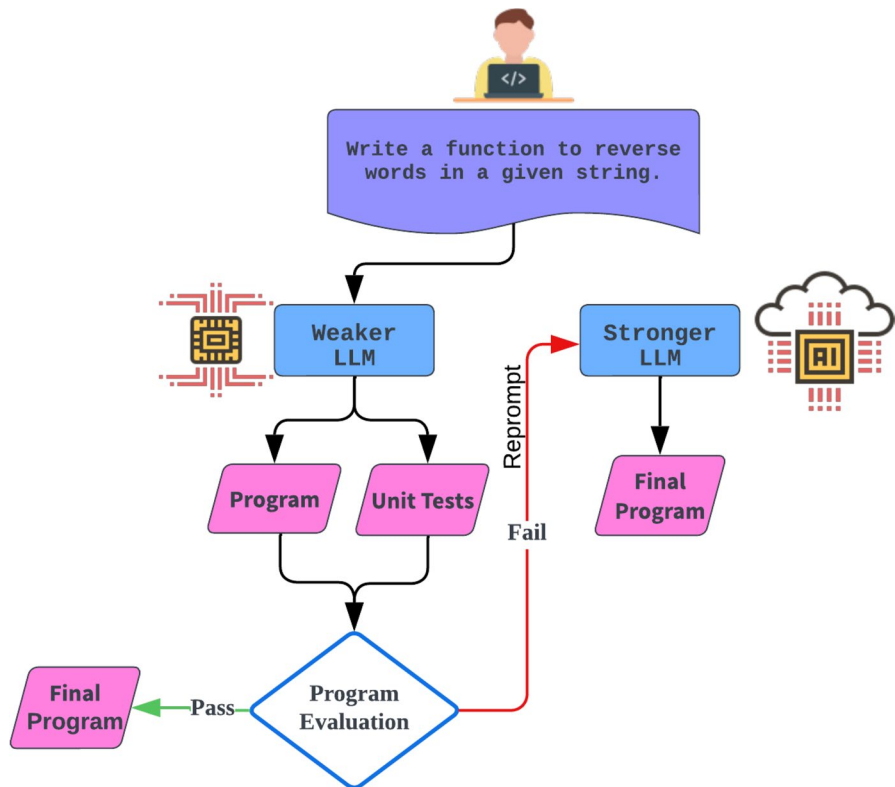 </>
Write a function to reverse
words in a given string.
Weaker
LLM
Stronger
LLM
AI
Reprompt
Program
Unit Tests
Final
Program
Fail
Final
Program
Pass
Program
Evaluation